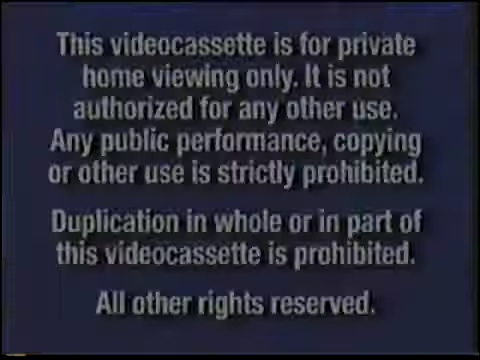 This videocassette is for private
home viewing only. It is not
authorized for any other use.
Any public performance, copying
or other use is strictly prohibited.
Duplication in whole or in part of
this videocassette is prohibited.
All other rights reserved.